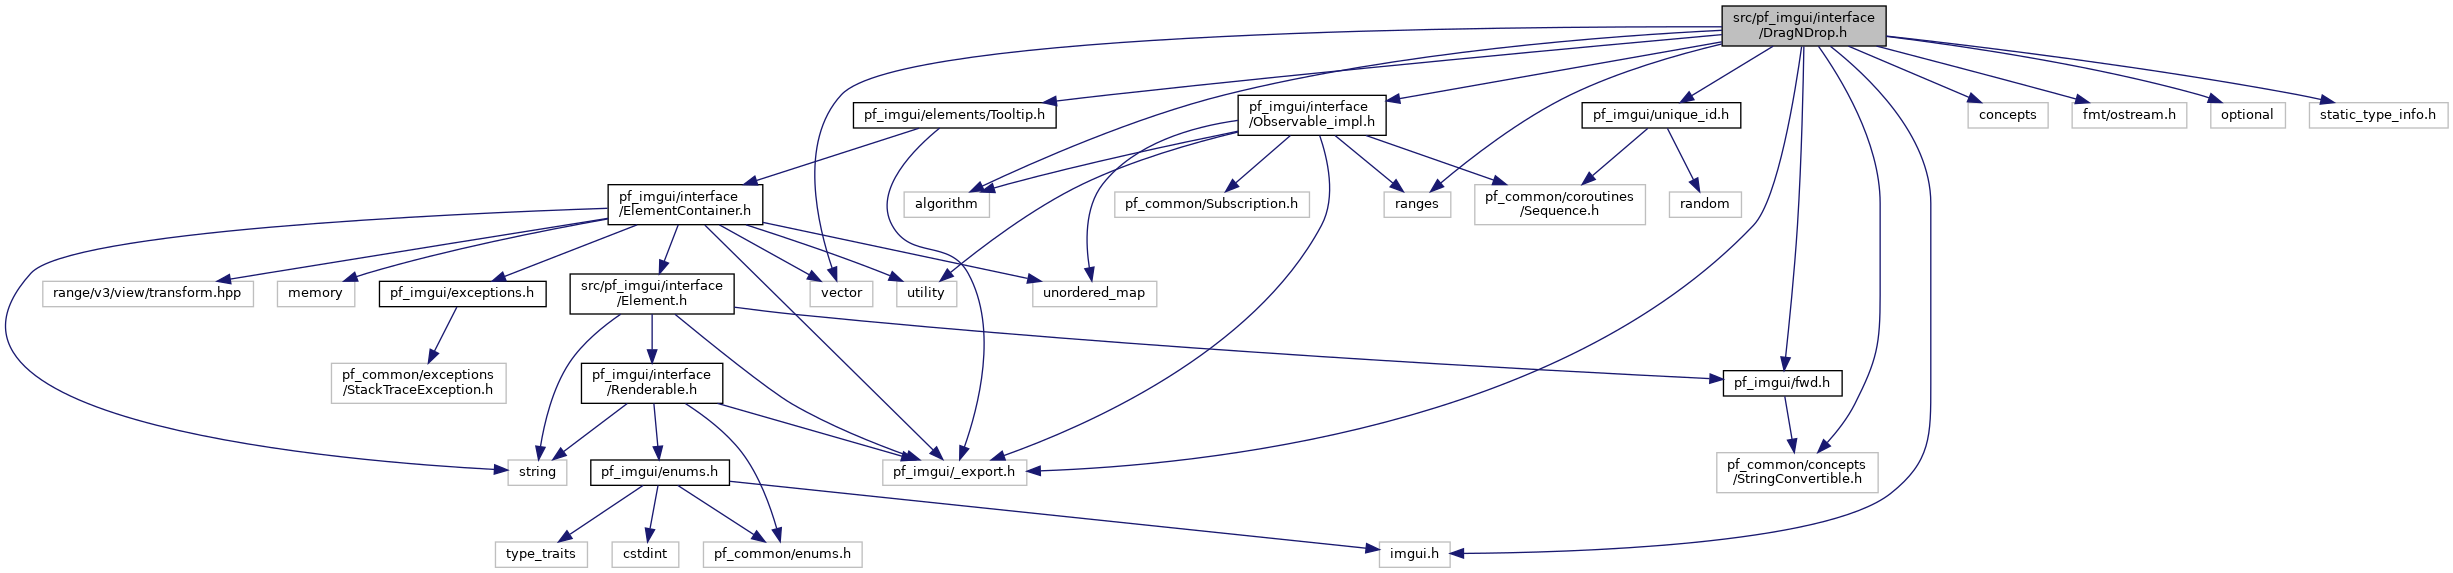 src/pf_imgui/interface
/DragNDrop.h
pf_imgui/elements/Tooltip.h
pf_imgui/interface
/Observable_impl.h
pf_imgui/unique_id.h
concepts
fmt/ostream.h
optional
static_type_info.h
pf_imgui/interface
/ElementContainer.h
algorithm
pf_common/Subscription.h
ranges
pf_common/coroutines
/Sequence.h
random
range/v3/view/transform.hpp
memory
pf_imgui/exceptions.h
src/pf_imgui/interface
/Element.h
vector
utility
unordered_map
pf_common/exceptions
/StackTraceException.h
pf_imgui/interface
/Renderable.h
pf_imgui/fwd.h
string
pf_imgui/enums.h
pf_imgui/_export.h
pf_common/concepts
/StringConvertible.h
type_traits
cstdint
pf_common/enums.h
imgui.h